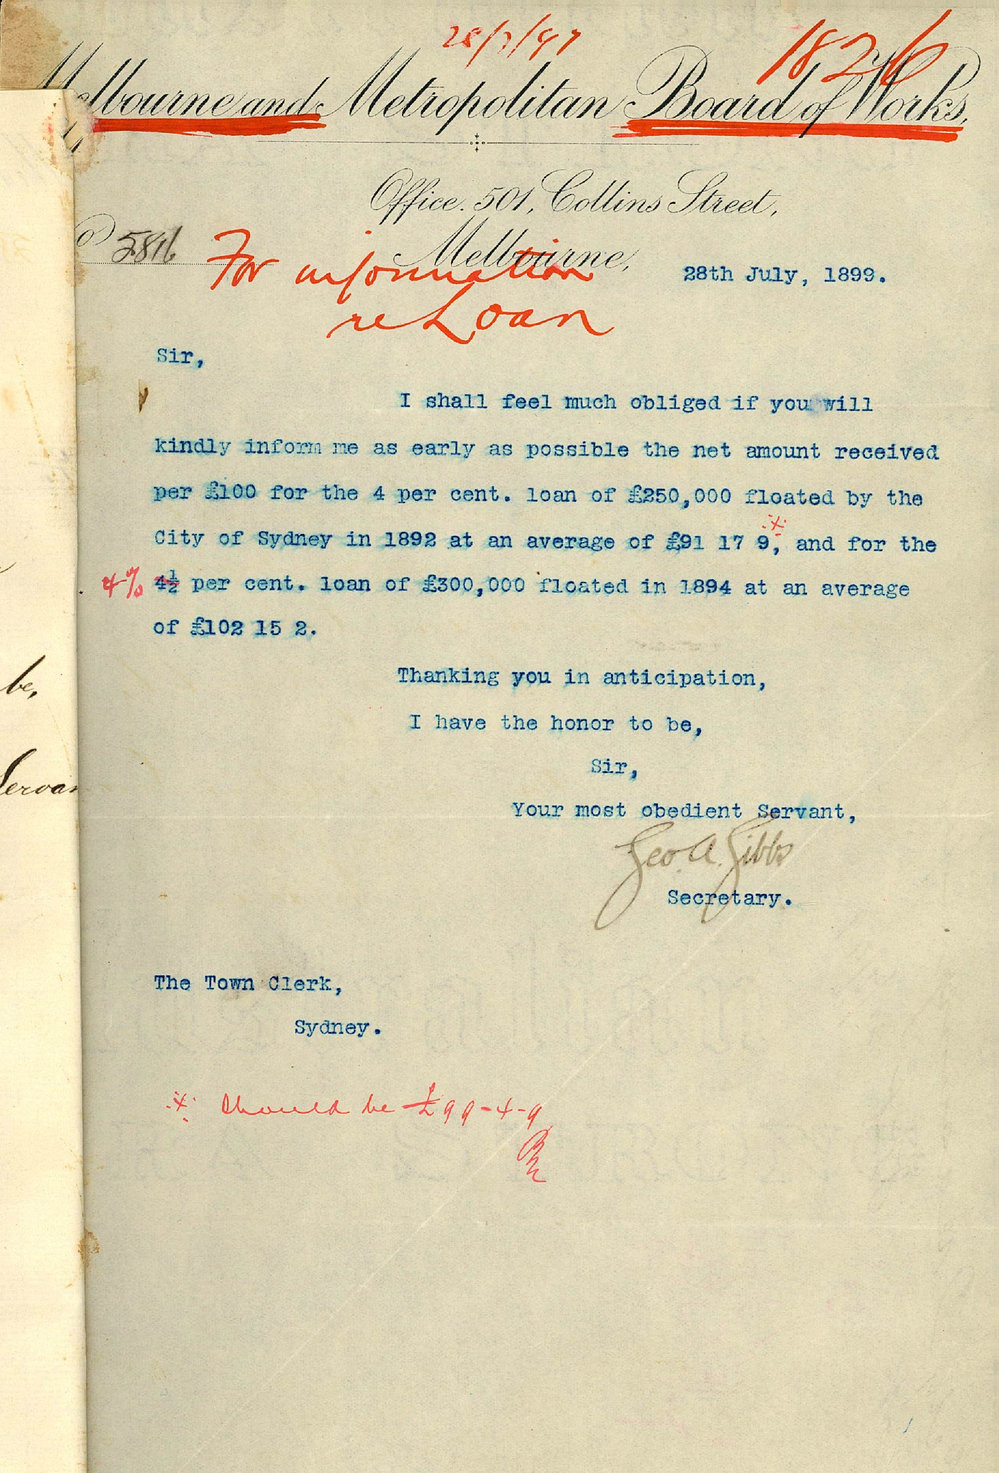 28/7/97
1826
Melbourne and Metropolitan Board of Works,
Office. 501, Collins Street,
Melbourne,
5816
For information
re Loan
28th July, 1899.
Sir,
I shall feel much obliged if you will
kindly inform me as early as possible the net amount received
per £100 for the 4 per cent. loan of £250,000 floated by the
City of Sydney in 1892 at an average of £91 17 9, and for the
4% 4½ per cent. loan of £300,000 floated in 1894 at an average
of £102 15 2.
Thanking you in anticipation,
I have the honor to be,
Sir,
Your most obedient Servant,
Geo. A. Gibbs
Secretary.
The Town Clerk,
Sydney.
※ Should be £99-4-9
be,
Servan